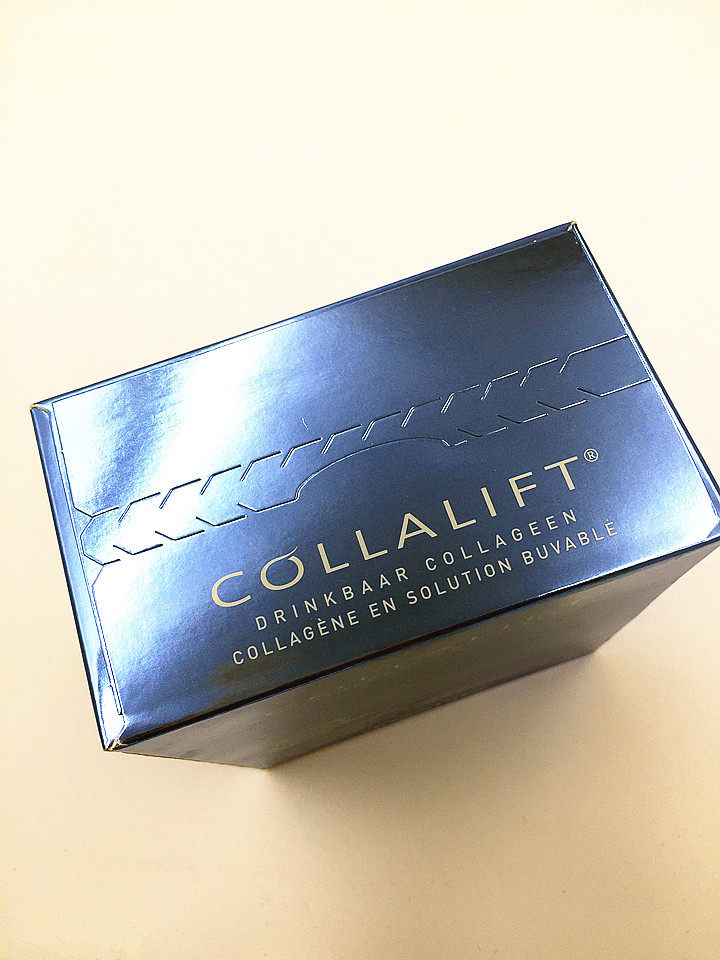 COLLALIFT®
DRINKBAAR COLLAGEEN
COLLAGÈNE EN SOLUTION BUVABLE